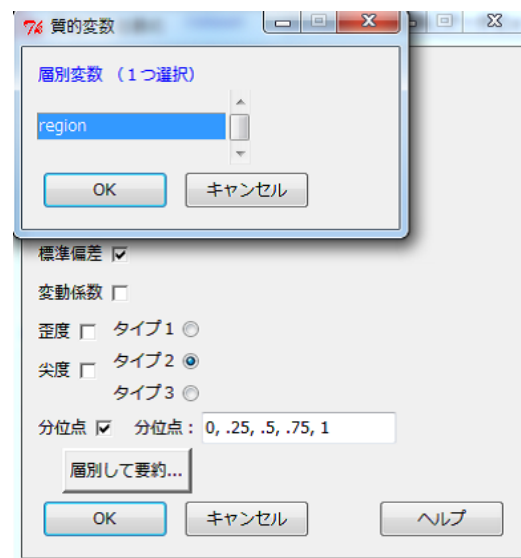 質的変数
層別変数 （１つ選択）
region
OK キャンセル
標準偏差
変動係数
歪度 タイプ 1
尖度 タイプ 2
タイプ 3
分位点 分位点： 0, .25, .5, .75, 1
層別して要約...
OK キャンセル ヘルプ